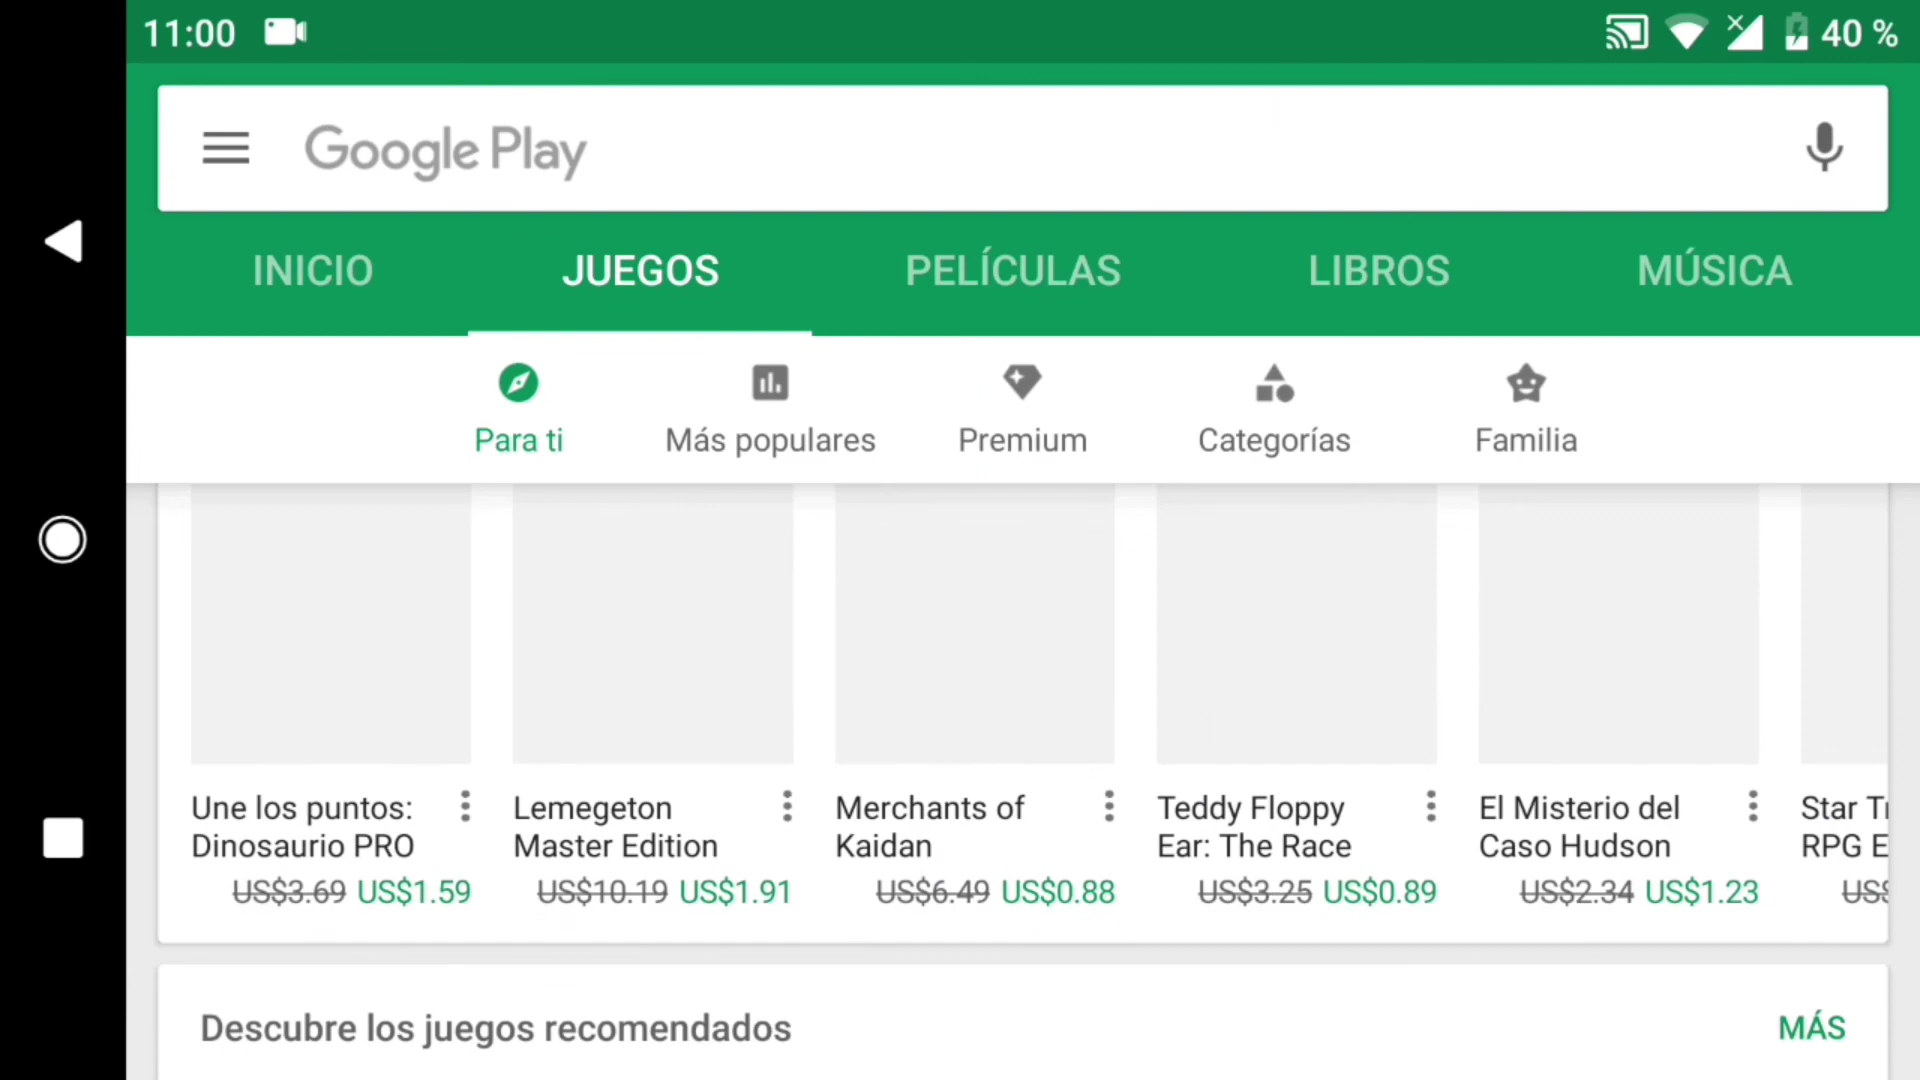 11:00
40 %
Google Play
INICIO
JUEGOS
PELÍCULAS
LIBROS
MÚSICA
Para ti
Más populares
Premium
Categorías
Familia
Une los puntos:
Dinosaurio PRO
US$3.69 US$1.59
Lemegeton
Master Edition
US$10.19 US$1.91
Merchants of
Kaidan
US$6.49 US$0.88
Teddy Floppy
Ear: The Race
US$3.25 US$0.89
El Misterio del
Caso Hudson
US$2.34 US$1.23
Star
RPG
Descubre los juegos recomendados
MÁS